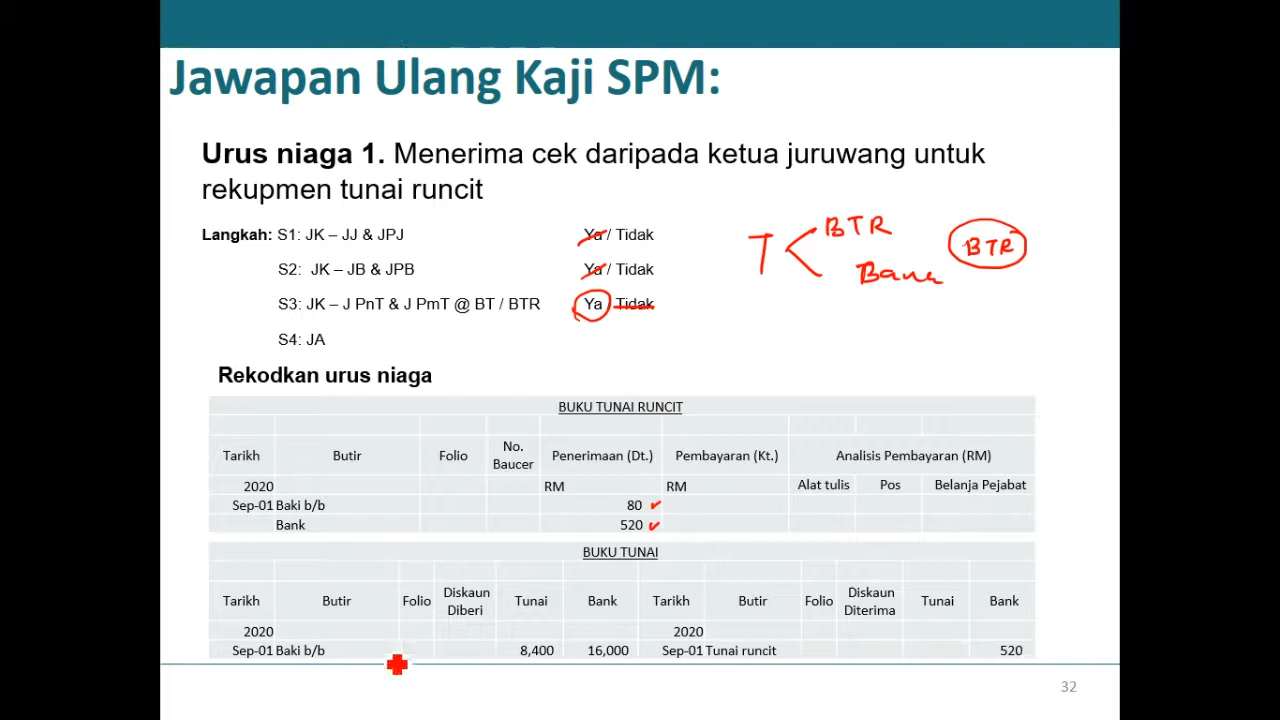 Jawapan Ulang Kaji SPM:
Urus niaga 1. Menerima cek daripada ketua juruwang untuk
rekupmen tunai runcit
Langkah: S1: JK – JJ & JPJ Ya / Tidak
S2: JK – JB & JPB Ya / Tidak
S3: JK – J PnT & J PmT @ BT / BTR Ya / Tidak
S4: JA
T < BTR
BTR
Bank
Rekodkan urus niaga
BUKU TUNAI RUNCIT
Tarikh Butir Folio No. Baucer Penerimaan (Dt.) Pembayaran (Kt.) Analisis Pembayaran (RM)
2020 RM RM Alat tulis Pos Belanja Pejabat
Sep-01 Baki b/b 80
Bank 520
BUKU TUNAI
Tarikh Butir Folio Diskaun Diberi Tunai Bank Tarikh Butir Folio Diskaun Diterima Tunai Bank
2020 2020
Sep-01 Baki b/b 8,400 16,000 Sep-01 Tunai runcit 520
32